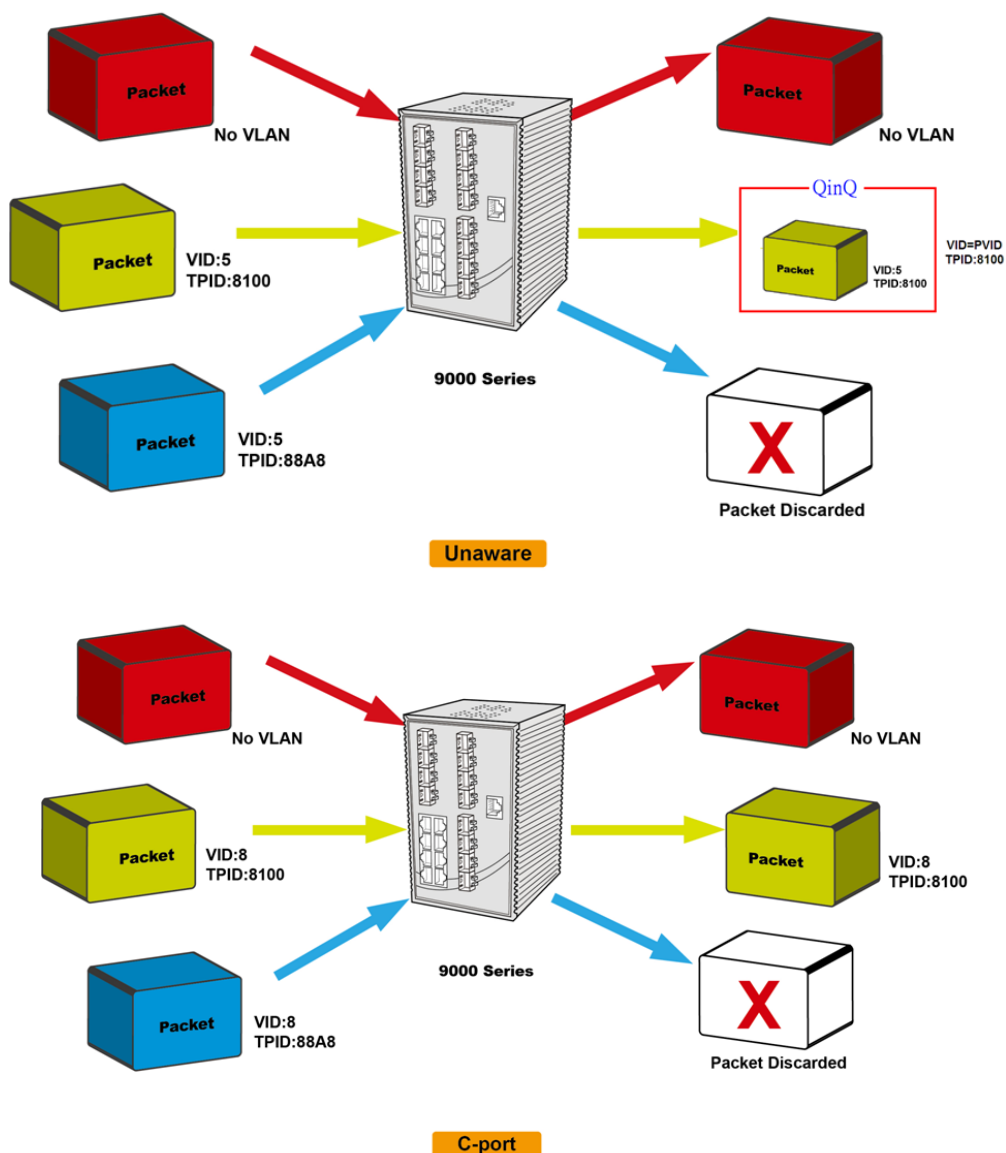 Packet
No VLAN
Packet
No VLAN
Packet
VID:5
TPID:8100
QinQ
Packet
VID:5
TPID:8100
VID=PVID
TPID:8100
Packet
VID:5
TPID:88A8
9000 Series
X
Packet Discarded
Unaware
Packet
No VLAN
Packet
No VLAN
Packet
VID:8
TPID:8100
Packet
VID:8
TPID:8100
Packet
VID:8
TPID:88A8
9000 Series
X
Packet Discarded
C-port